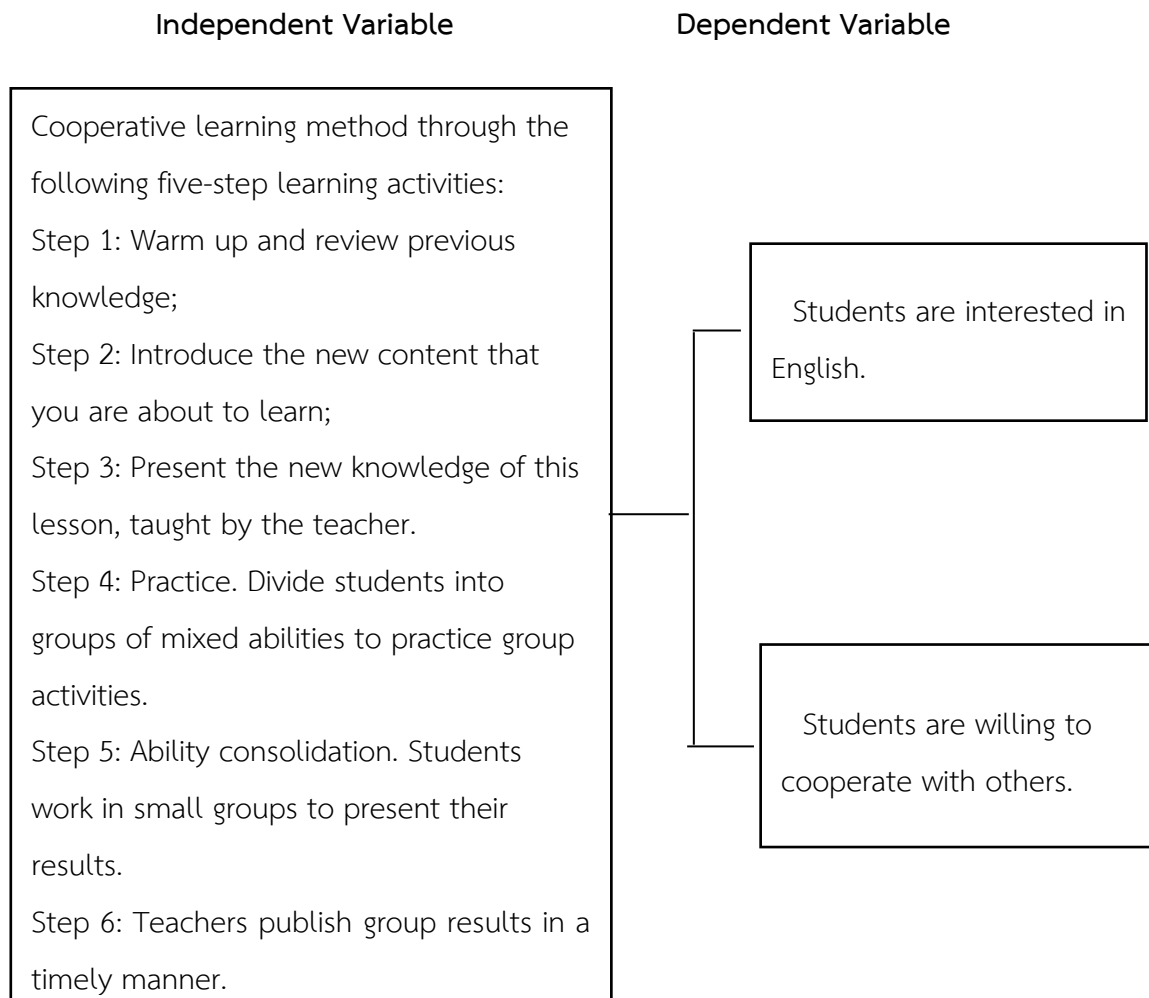 Independent Variable
Dependent Variable
Cooperative learning method through the
following five-step learning activities:
Step 1: Warm up and review previous
knowledge;
Step 2: Introduce the new content that
you are about to learn;
Step 3: Present the new knowledge of this
lesson, taught by the teacher.
Step 4: Practice. Divide students into
groups of mixed abilities to practice group
activities.
Step 5: Ability consolidation. Students
work in small groups to present their
results.
Step 6: Teachers publish group results in a
timely manner.
Students are interested in
English.
Students are willing to
cooperate with others.